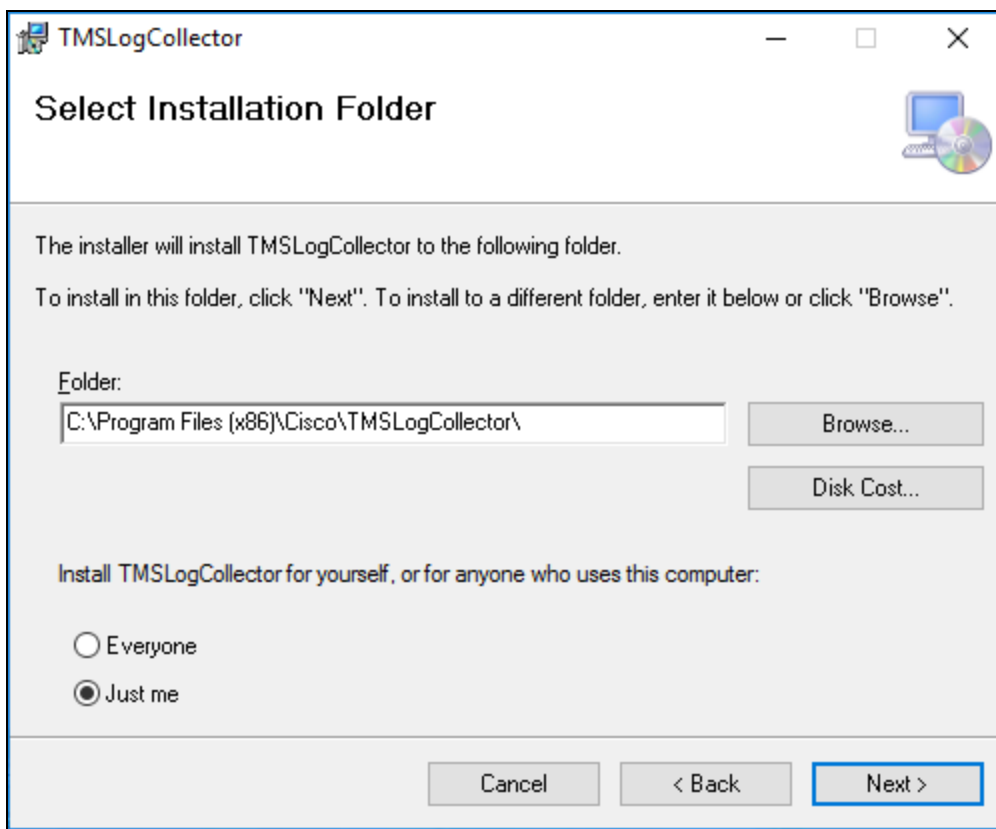 TMSLogCollector
Select Installation Folder
The installer will install TMSLogCollector to the following folder.
To install in this folder, click "Next". To install to a different folder, enter it below or click "Browse".
Folder:
C:\Program Files (x86)\Cisco\TMSLogCollector\
Browse...
Disk Cost...
Install TMSLogCollector for yourself, or for anyone who uses this computer:
Everyone
Just me
Cancel
< Back
Next >